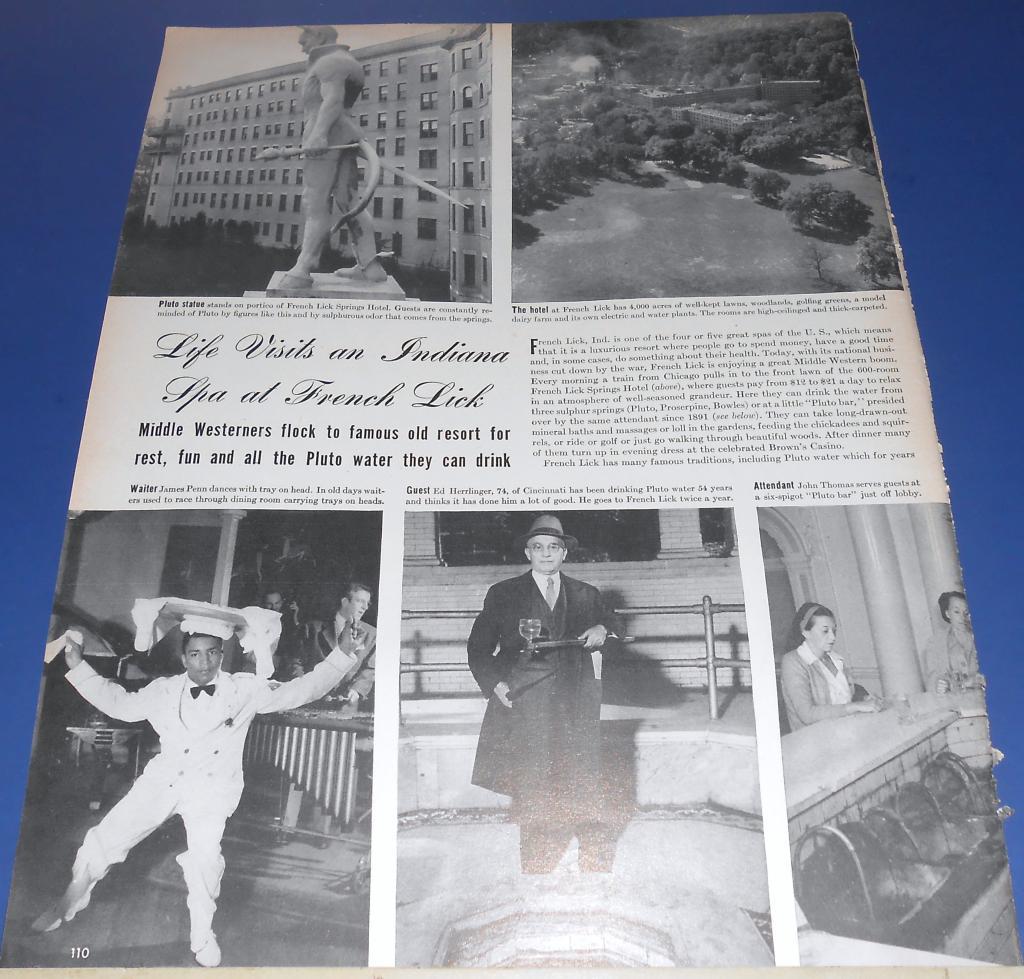 Pluto statue stands on portico of French Lick Springs Hotel. Guests are constantly re-
minded of Pluto by figures like this and by sulphurous odor that comes from the springs.
The hotel at French Lick has 4,000 acres of well-kept lawns, woodlands, golfing greens, a model
dairy farm and its own electric and water plants. The rooms are high-ceilinged and thick-carpeted.
Life Visits an Indiana
Spa at French Lick
Middle Westerners flock to famous old resort for
rest, fun and all the Pluto water they can drink
French Lick, Ind. is one of the four or five great spas of the U. S., which means
that it is a luxurious resort where people go to spend money, have a good time
and, in some cases, do something about their health. Today, with its national busi-
ness cut down by the war, French Lick is enjoying a great Middle Western boom.
Every morning a train from Chicago pulls in to the front lawn of the 600-room
French Lick Springs Hotel (above), where guests pay from $12 to $21 a day to relax
in an atmosphere of well-seasoned grandeur. Here they can drink the water from
three sulphur springs (Pluto, Proserpine, Bowles) or at a little "Pluto bar," presided
over by the same attendant since 1891 (see below). They can take long-drawn-out
mineral baths and massages or loll in the gardens, feeding the chickadees and squir-
rels, or ride or golf or just go walking through beautiful woods. After dinner many
of them turn up in evening dress at the celebrated Brown's Casino.
French Lick has many famous traditions, including Pluto water which for years
Waiter James Penn dances with tray on head. In old days wait-
ers used to race through dining room carrying trays on heads.
Guest Ed Herrlinger, 74, of Cincinnati has been drinking Pluto water 54 years
and thinks it has done him a lot of good. He goes to French Lick twice a year.
Attendant John Thomas serves guests at
a six-spigot "Pluto bar" just off lobby.
110